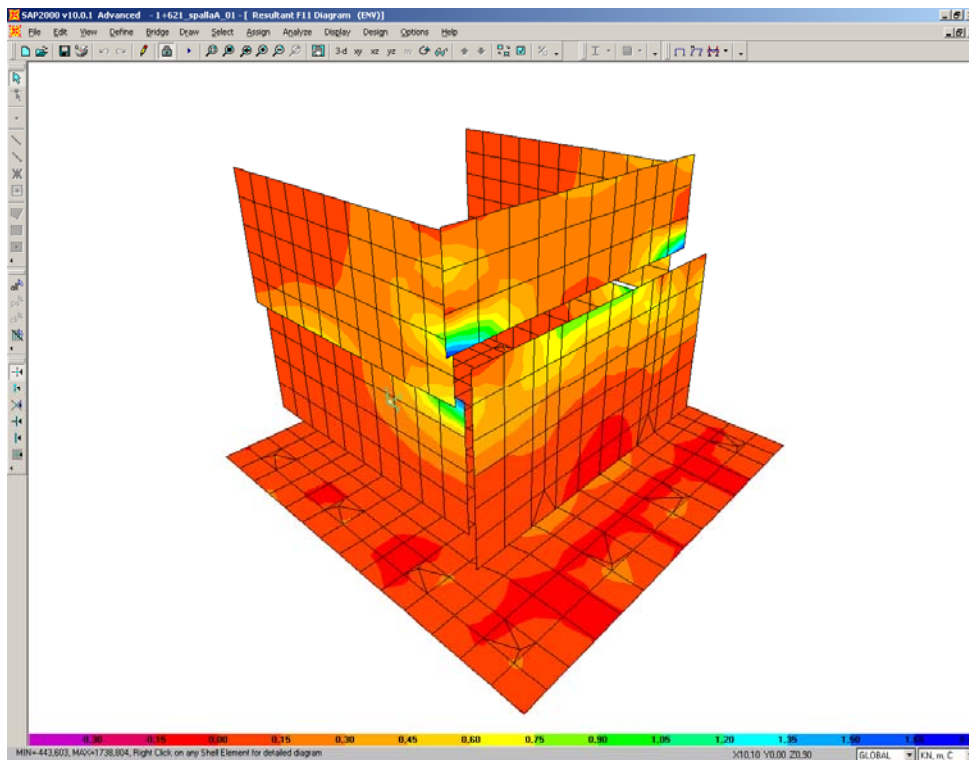 SAP2000 v10.0.1 Advanced - 1+621_spallaA_01 - [ Resultant F11 Diagram (ENV)]
File Edit View Define Bridge Draw Select Assign Analyze Display Design Options Help
3-d xy xz yz nv
all
-0,30 -0,15 0,00 0,15 0,30 0,45 0,60 0,75 0,90 1,05 1,20 1,35 1,50
MIN=-443,603, MAX=1738,804, Right Click on any Shell Element for detailed diagram X10,10 Y0,00 Z0,90 GLOBAL KN, m, C